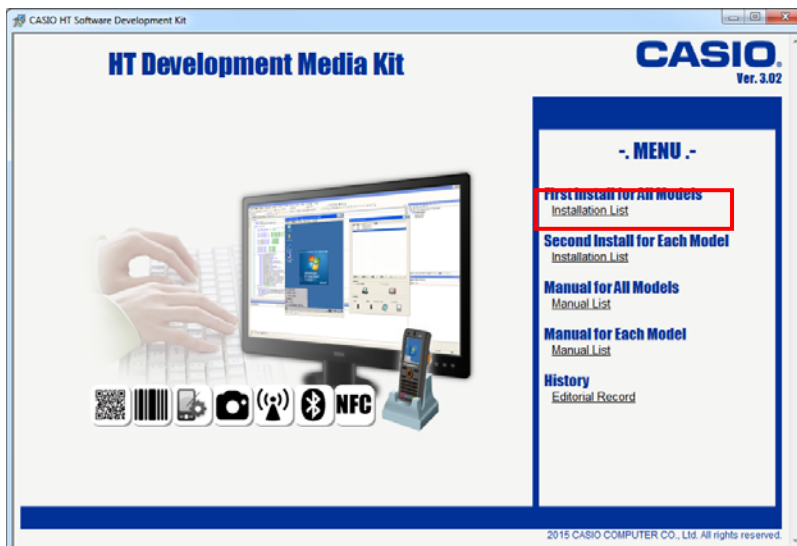 CASIO HT Software Development Kit
HT Development Media Kit
CASIO.
Ver. 3.02
-. MENU .-
First Install for All Models
Installation List
Second Install for Each Model
Installation List
Manual for All Models
Manual List
Manual for Each Model
Manual List
History
Editorial Record
NFC
2015 CASIO COMPUTER CO., Ltd. All rights reserved.